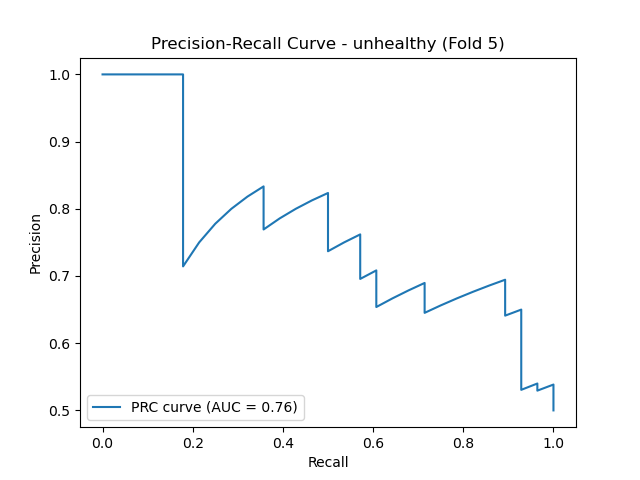 Precision-Recall Curve - unhealthy (Fold 5)
1.0
0.9
0.8
0.7
0.6
0.5
Precision
PRC curve (AUC = 0.76)
0.0 0.2 0.4 0.6 0.8 1.0
Recall